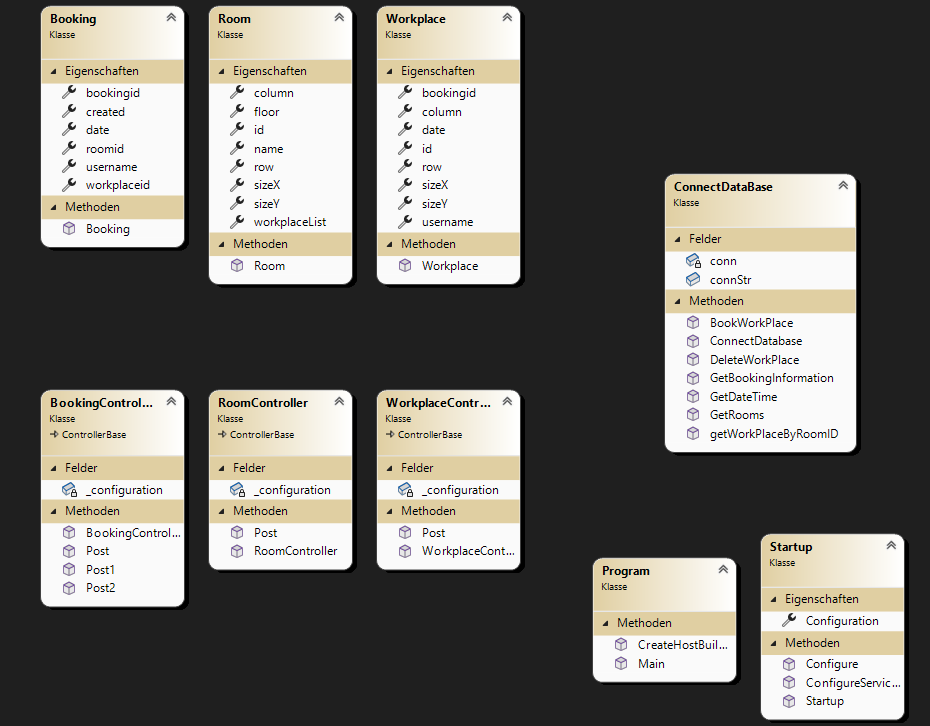 Booking
Klasse
Eigenschaften
bookingid
created
date
roomid
username
workplaceid
Methoden
Booking
Room
Klasse
Eigenschaften
column
floor
id
name
row
sizeX
sizeY
workplaceList
Methoden
Room
Workplace
Klasse
Eigenschaften
bookingid
column
date
id
row
sizeX
sizeY
username
Methoden
Workplace
ConnectDataBase
Klasse
Felder
conn
connStr
Methoden
BookWorkPlace
ConnectDatabase
DeleteWorkPlace
GetBookingInformation
GetDateTime
GetRooms
getWorkPlaceByRoomID
BookingControl...
Klasse
ControllerBase
Felder
_configuration
Methoden
BookingControl...
Post
Post1
Post2
RoomController
Klasse
ControllerBase
Felder
_configuration
Methoden
Post
RoomController
WorkplaceContr...
Klasse
ControllerBase
Felder
_configuration
Methoden
Post
WorkplaceCont...
Program
Klasse
Methoden
CreateHostBuil...
Main
Startup
Klasse
Eigenschaften
Configuration
Methoden
Configure
ConfigureServic...
Startup